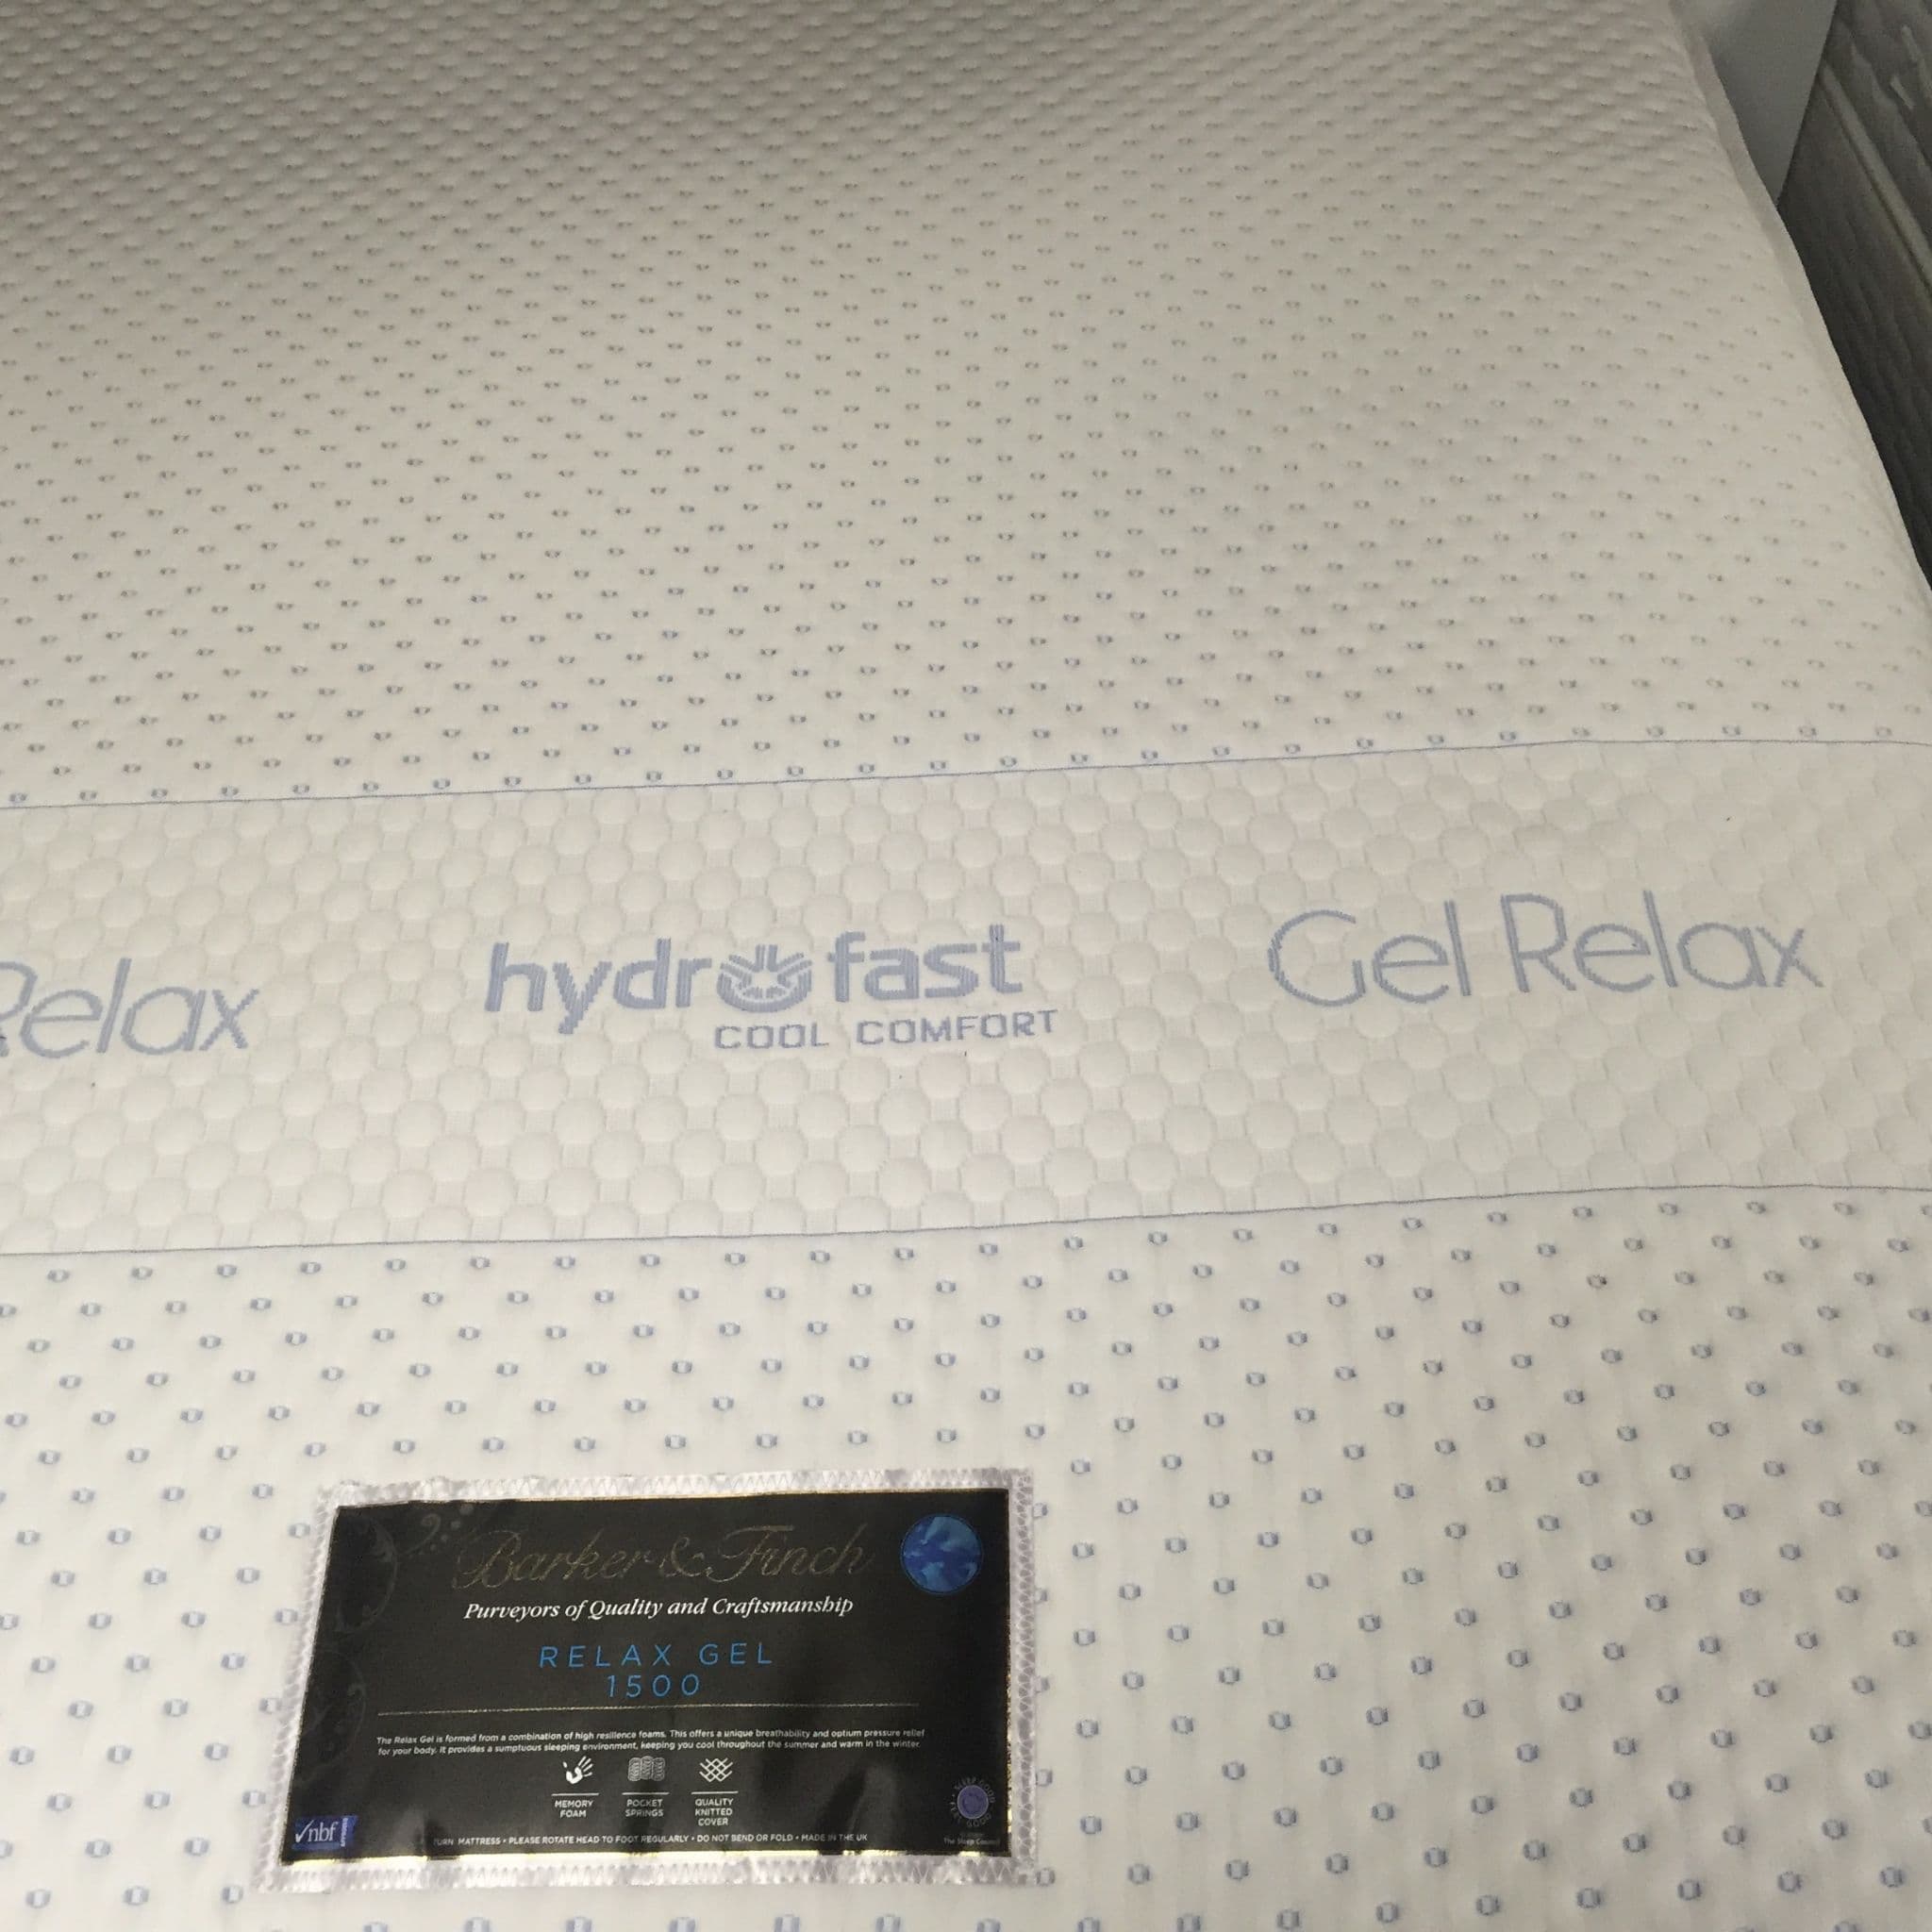 Relax
hydrofast
COOL COMFORT
Gel Relax
Barker & Finch
Purveyors of Quality and Craftsmanship
RELAX GEL
1500
The Relax Gel is formed from a combination of high resilience foams. This offers a unique breathability and optium pressure relief
for your body. It provides a sumptuous sleeping environment, keeping you cool throughout the summer and warm in the winter.
MEMORY
FOAM
POCKET
SPRINGS
QUALITY
KNITTED
COVER
nbf
TURN MATTRESS • PLEASE ROTATE HEAD TO FOOT REGULARLY • DO NOT BEND OR FOLD • MADE IN THE UK
The Sleep Council